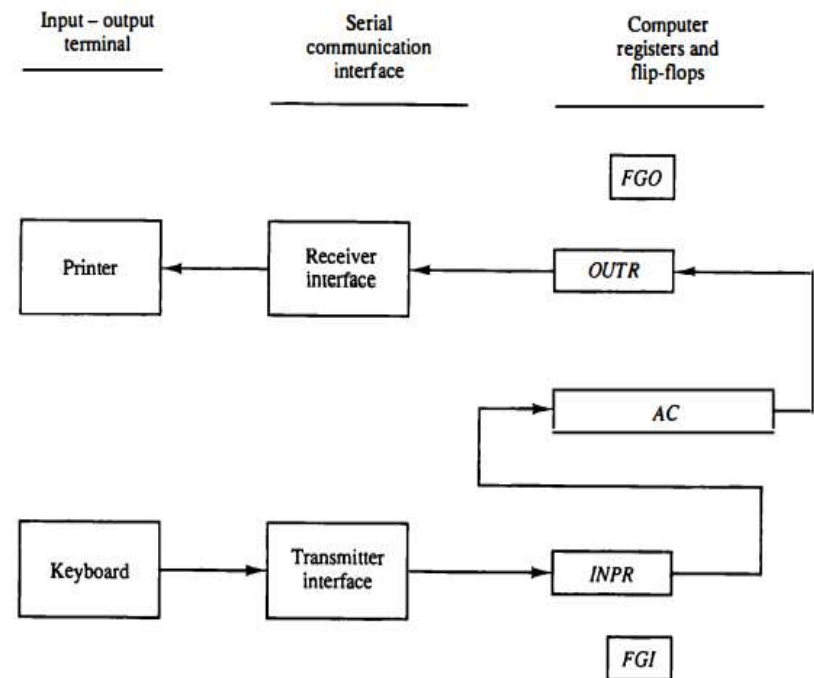 Input – output
terminal
Serial
communication
interface
Computer
registers and
flip-flops
FGO
Printer
Receiver
interface
OUTR
AC
Keyboard
Transmitter
interface
INPR
FGI